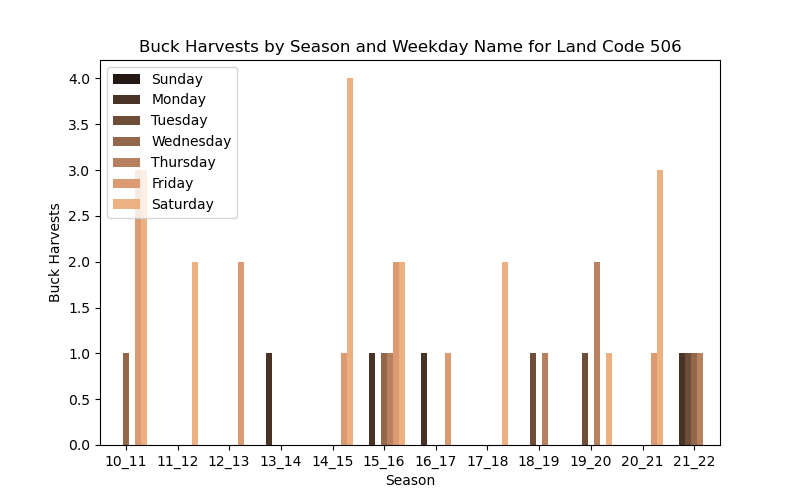 Buck Harvests by Season and Weekday Name for Land Code 506
Sunday
Monday
Tuesday
Wednesday
Thursday
Friday
Saturday
4.0
3.5
3.0
2.5
2.0
1.5
1.0
0.5
0.0
Buck Harvests
10_11 11_12 12_13 13_14 14_15 15_16 16_17 17_18 18_19 19_20 20_21 21_22
Season